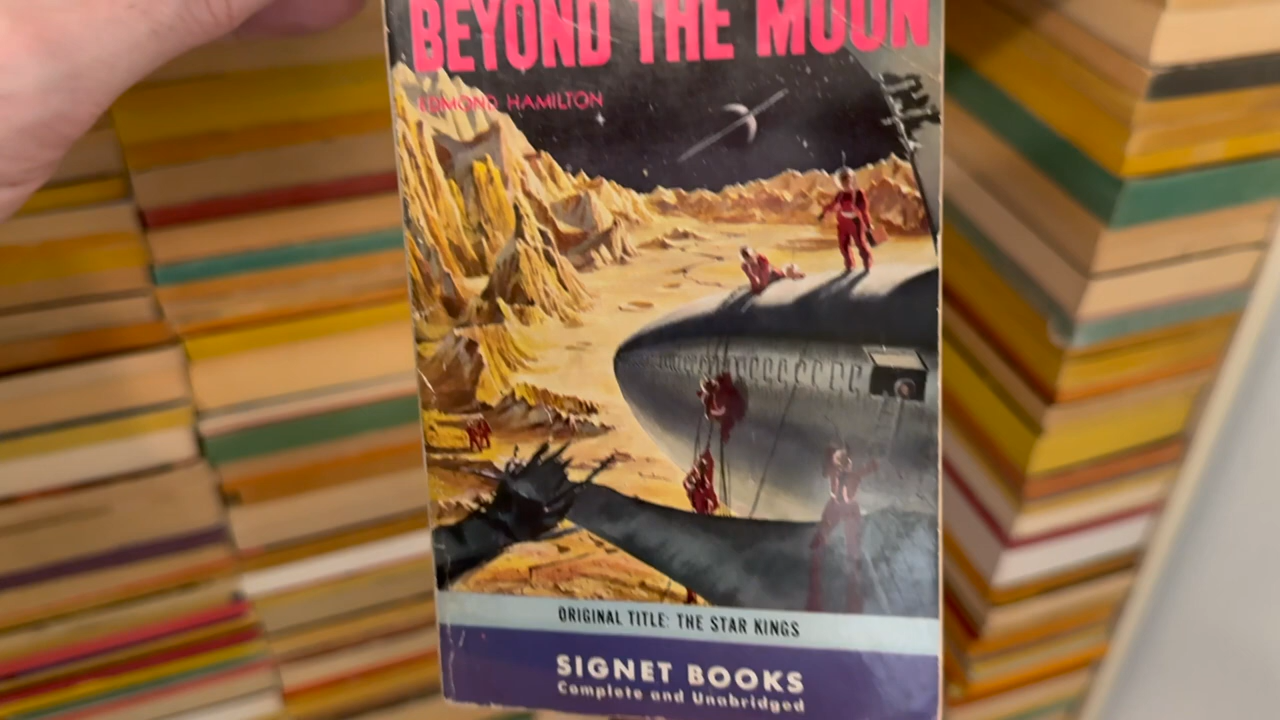 BEYOND THE MOON
EDMOND HAMILTON
ORIGINAL TITLE: THE STAR KINGS
SIGNET BOOKS
Complete and Unabridged